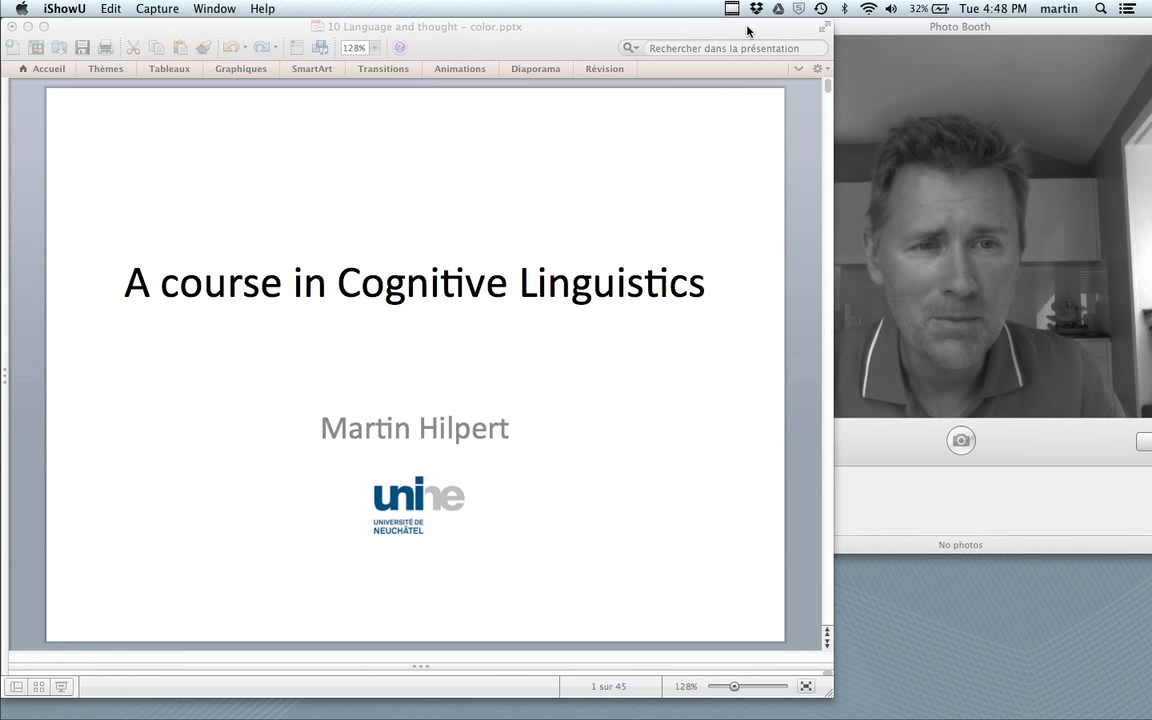 iShowU Edit Capture Window Help 32% Tue 4:48 PM martin
10 Language and thought – color.pptx
Photo Booth
128%
Rechercher dans la présentation
Accueil Thèmes Tableaux Graphiques SmartArt Transitions Animations Diaporama Révision
A course in Cognitive Linguistics
Martin Hilpert
unine
UNIVERSITÉ DE
NEUCHÂTEL
No photos
1 sur 45
128%